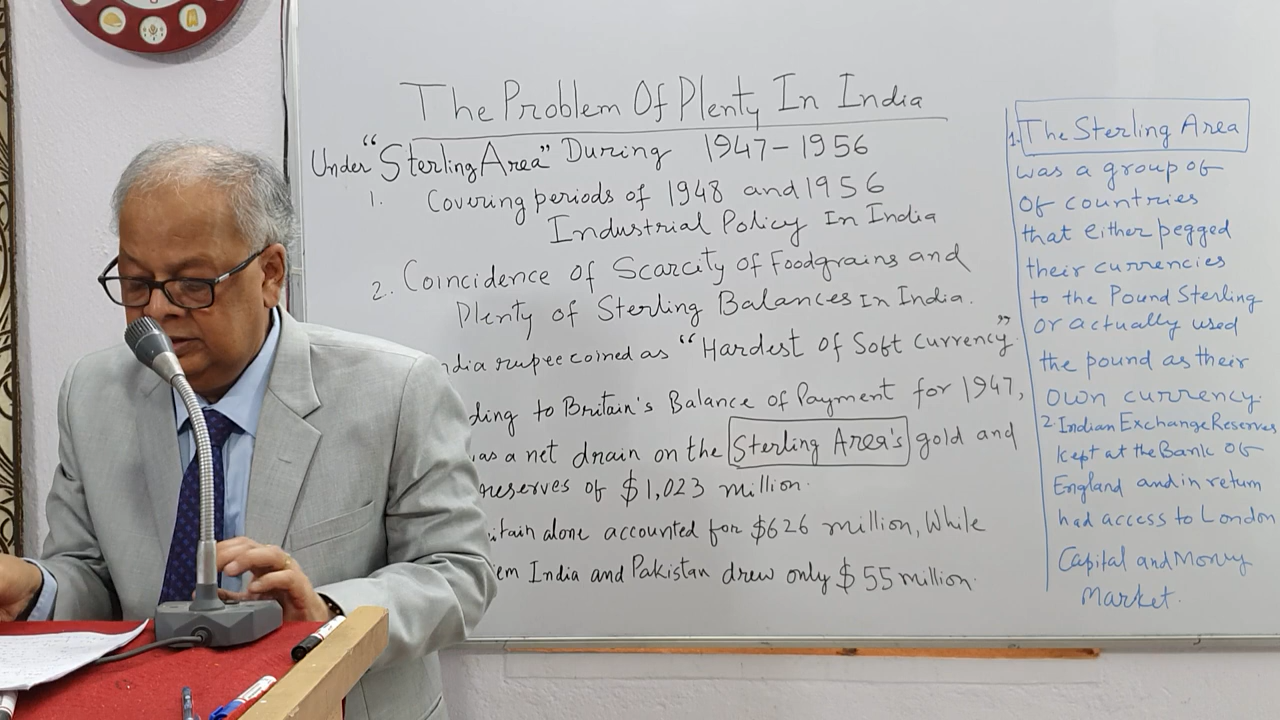 The Problem Of Plenty In India
Under "Sterling Area" During 1947-1956
1. Covering periods of 1948 and 1956
Industrial Policy In India
2. Coincidence of Scarcity of Foodgrains and
Plenty of Sterling Balances In India.
rupee coined as "Hardest of Soft Currency"
to Britain's Balance of Payment for 1947,
a net drain on the Sterling Area's gold and
reserves of $1,023 million.
alone accounted for $626 million, While
India and Pakistan drew only $55 million.
1. The Sterling Area
was a group of
of countries
that either pegged
their currencies
to the Pound Sterling
or actually used
the pound as their
own currency.
2. Indian Exchange Reserves
kept at the Bank of
England and in return
had access to London
Capital and Money
Market.